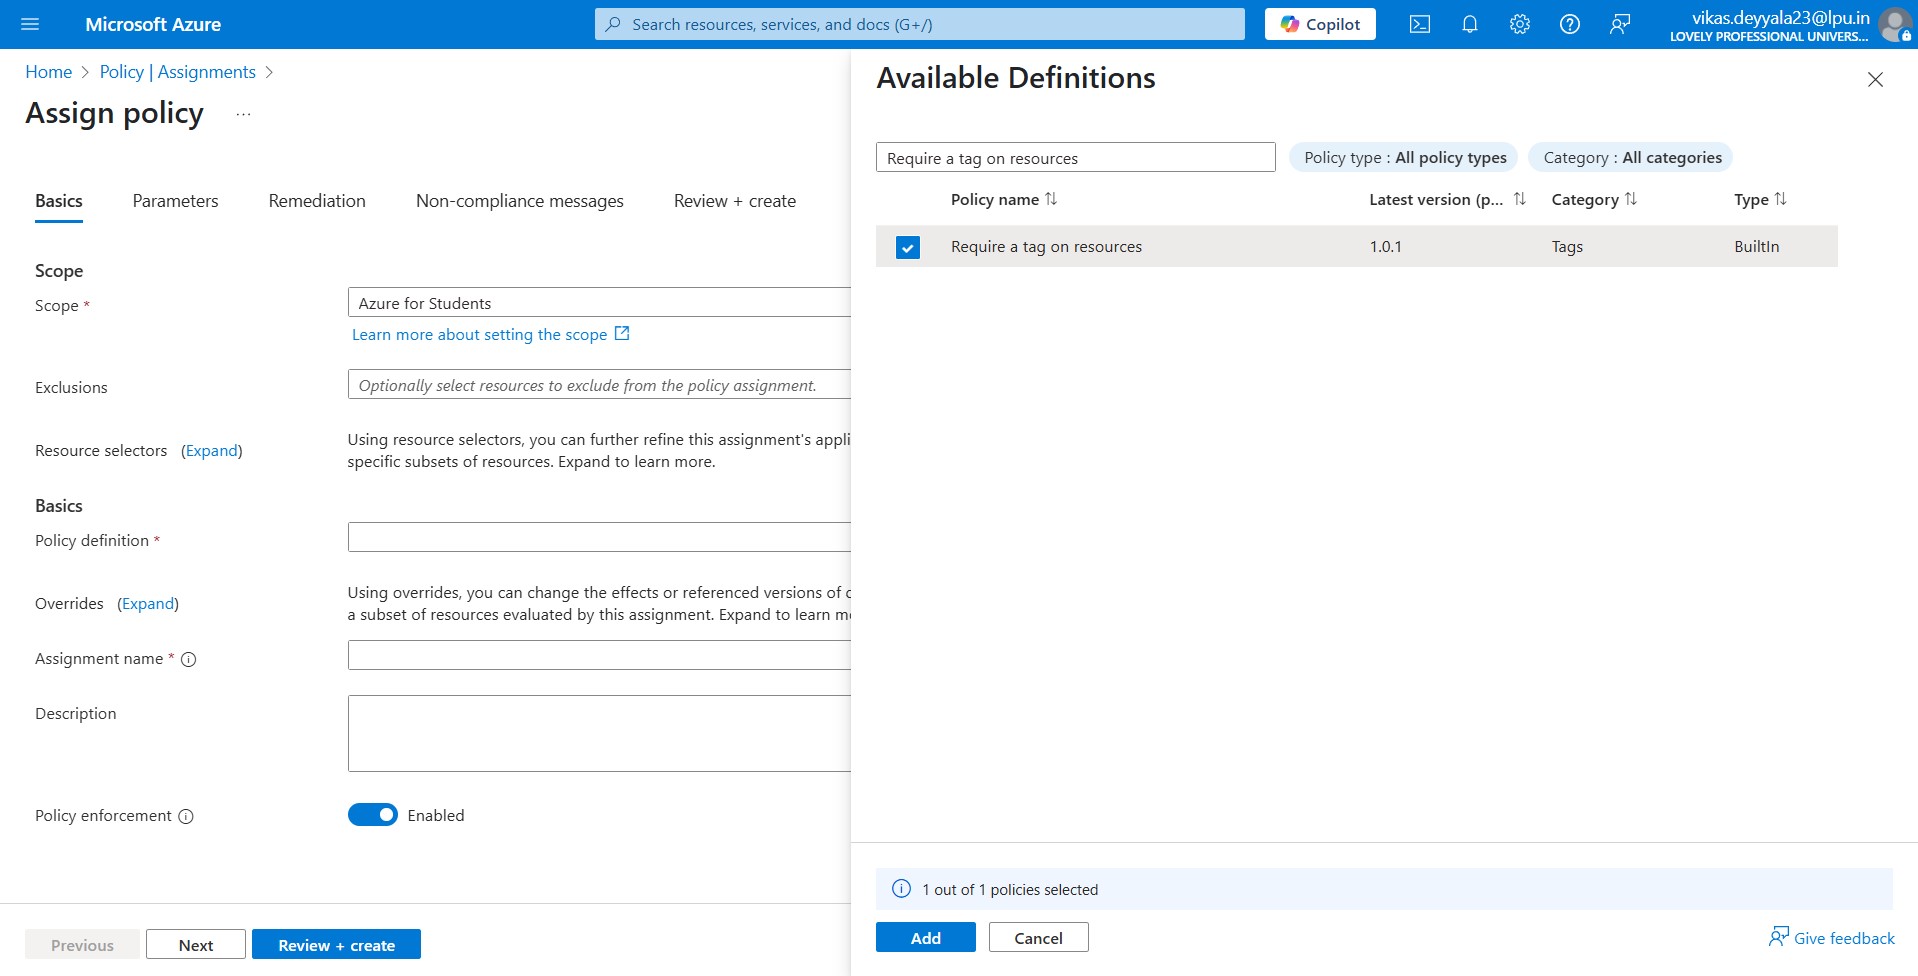 Microsoft Azure
Search resources, services, and docs (G+/)
Copilot
vikas.deyyala23@lpu.in
LOVELY PROFESSIONAL UNIVERS...
Home > Policy | Assignments >
Assign policy ...
Basics Parameters Remediation Non-compliance messages Review + create
Scope
Scope *
Azure for Students
Learn more about setting the scope
Exclusions
Optionally select resources to exclude from the policy assignment.
Resource selectors (Expand)
Using resource selectors, you can further refine this assignment's appli
specific subsets of resources. Expand to learn more.
Basics
Policy definition *
Overrides (Expand)
Using overrides, you can change the effects or referenced versions of
a subset of resources evaluated by this assignment. Expand to learn m
Assignment name *
Description
Policy enforcement
Enabled
Previous Next Review + create
Available Definitions
Require a tag on resources
Policy type : All policy types
Category : All categories
Policy name Latest version (p... Category Type
Require a tag on resources 1.0.1 Tags BuiltIn
1 out of 1 policies selected
Add Cancel
Give feedback